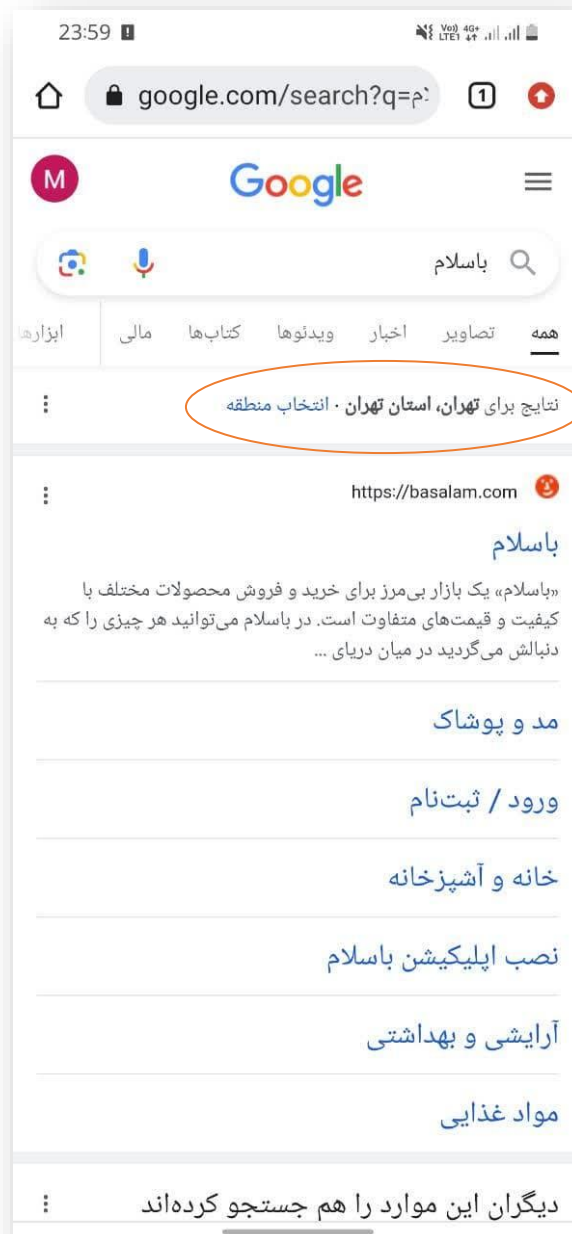 23:59
Vo)) 4G+
LTE1
google.com/search?q=
1
M
Google
باسلام
همه تصاویر اخبار ویدئوها کتاب‌ها مالی ابزارها
نتایج برای تهران، استان تهران · انتخاب منطقه
https://basalam.com
باسلام
«باسلام» یک بازار بی‌مرز برای خرید و فروش محصولات مختلف با
کیفیت و قیمت‌های متفاوت است. در باسلام می‌توانید هر چیزی را که به
دنبالش می‌گردید در میان دریای ...
مد و پوشاک
ورود / ثبت‌نام
خانه و آشپزخانه
نصب اپلیکیشن باسلام
آرایشی و بهداشتی
مواد غذایی
دیگران این موارد را هم جستجو کرده‌اند